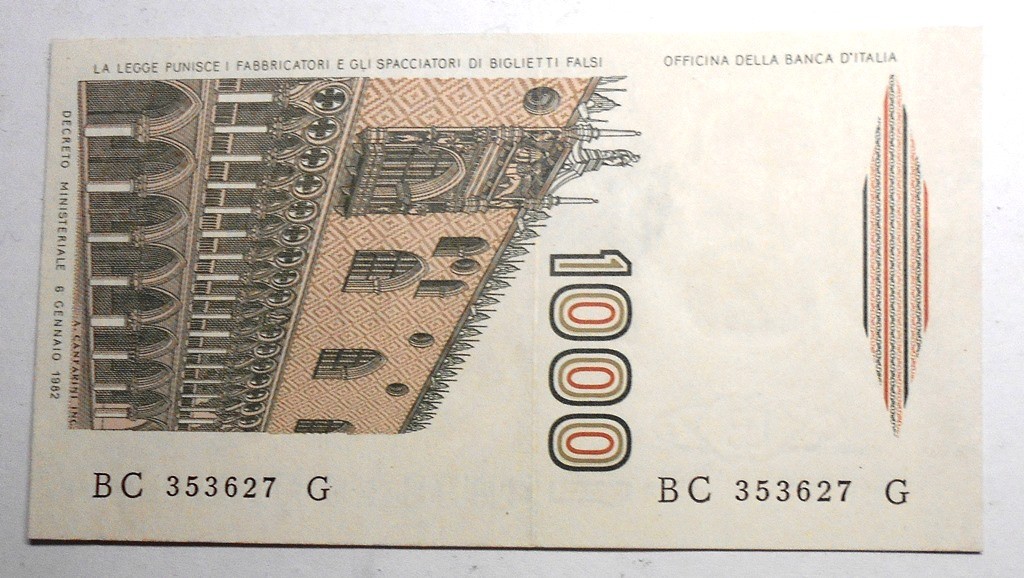 LA LEGGE PUNISCE I FABBRICATORI E GLI SPACCIATORI DI BIGLIETTI FALSI
OFFICINA DELLA BANCA D'ITALIA
DECRETO MINISTERIALE 6 GENNAIO 1982
A. CANFARINI, INC.
1000
BC 353627 G
BC 353627 G